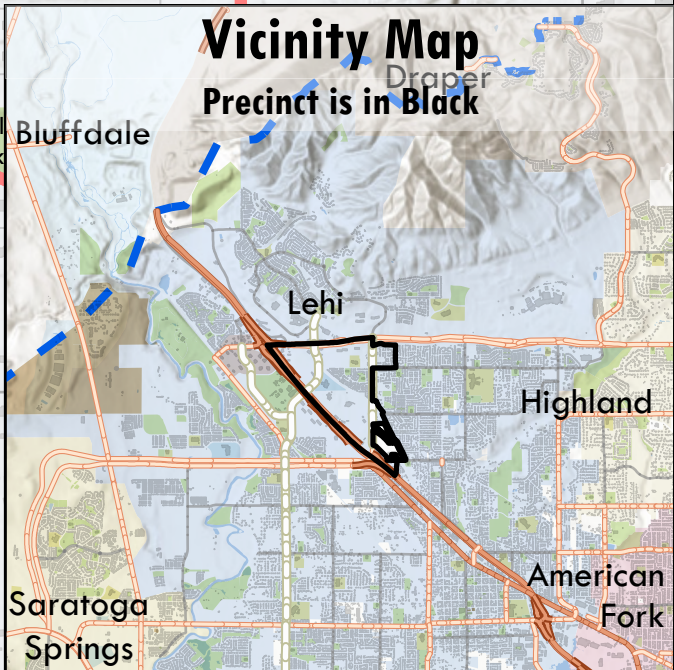 Vicinity Map
Draper
Precinct is in Black
Bluffdale
Lehi
Highland
American
Fork
Saratoga
Springs